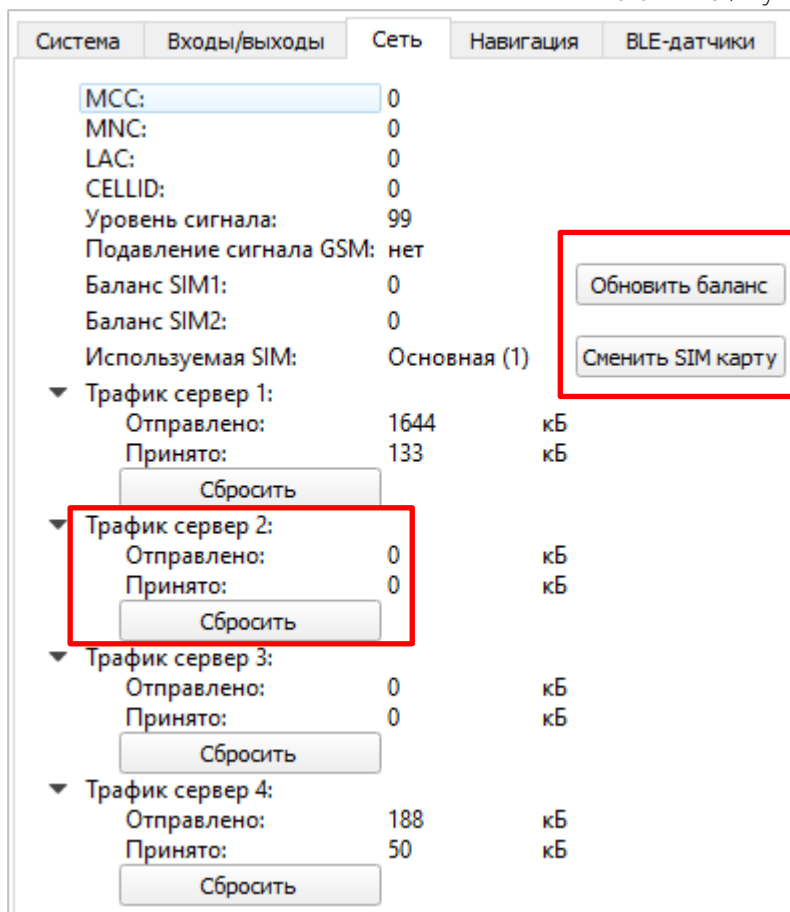 Система Входы/выходы Сеть Навигация BLE-датчики
MCC: 0
MNC: 0
LAC: 0
CELLID: 0
Уровень сигнала: 99
Подавление сигнала GSM: нет
Баланс SIM1: 0 Обновить баланс
Баланс SIM2: 0
Используемая SIM: Основная (1) Сменить SIM карту
Трафик сервер 1:
Отправлено: 1644 кБ
Принято: 133 кБ
Сбросить
Трафик сервер 2:
Отправлено: 0 кБ
Принято: 0 кБ
Сбросить
Трафик сервер 3:
Отправлено: 0 кБ
Принято: 0 кБ
Сбросить
Трафик сервер 4:
Отправлено: 188 кБ
Принято: 50 кБ
Сбросить